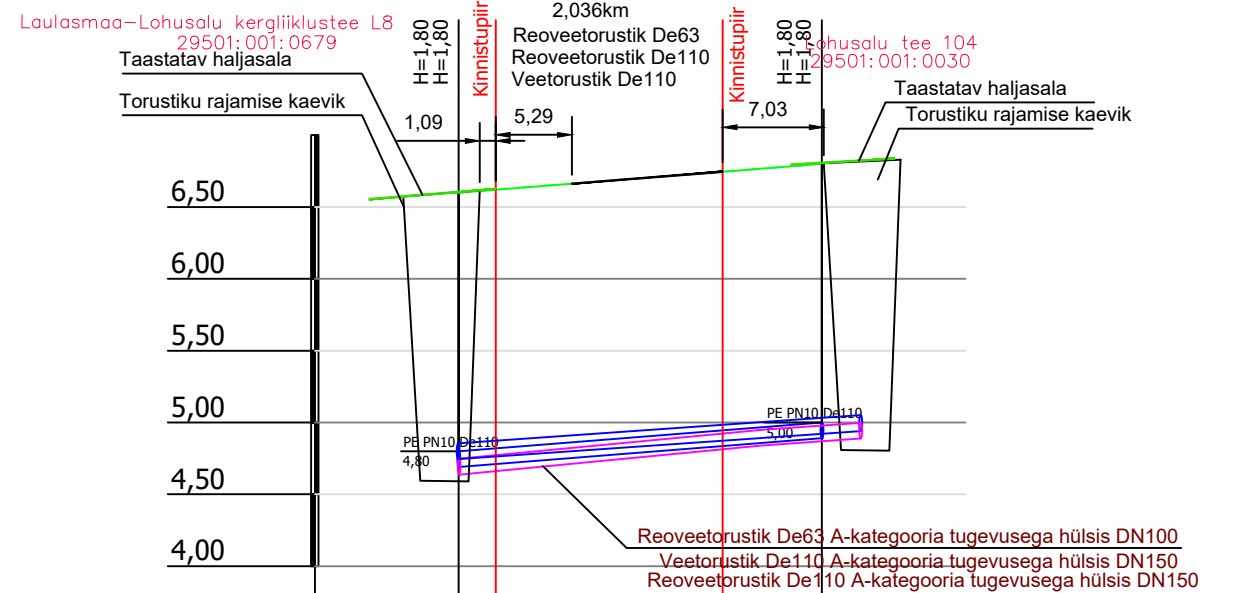 Laulasmaa-Lohusalu kergliiklustee L8
29501:001:0679
Taastatav haljasala
Torustiku rajamise kaevik
H=1,80
H=1,80
Kinnistupiir
2,036km
Reoveetorustik De63
Reoveetorustik De110
Veetorustik De110
Kinnistupiir
H=1,80
H=1,80
Lohusalu tee 104
29501:001:0030
Taastatav haljasala
Torustiku rajamise kaevik
1,09
5,29
7,03
6,50
6,00
5,50
5,00
4,50
4,00
PE PN10 De110
4,80
PE PN10 De110
5,00
Reoveetorustik De63 A-kategooria tugevusega hülsis DN100
Veetorustik De110 A-kategooria tugevusega hülsis DN150
Reoveetorustik De110 A-kategooria tugevusega hülsis DN150